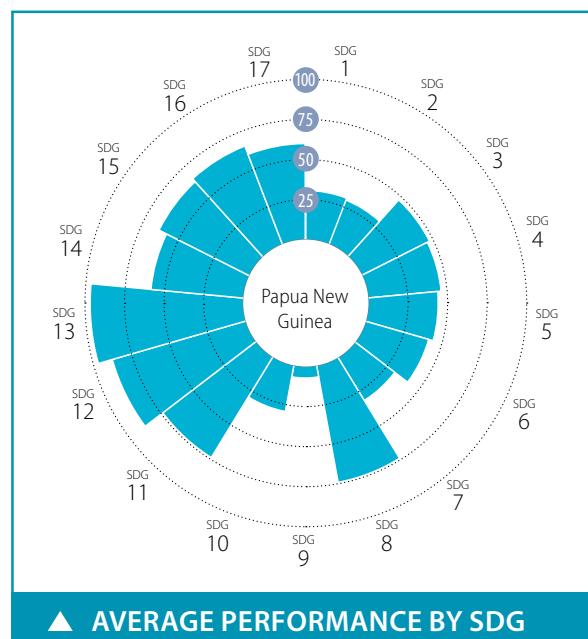 SDG
1
SDG
2
SDG
3
SDG
4
SDG
5
SDG
6
SDG
7
SDG
8
SDG
9
SDG
10
SDG
11
SDG
12
SDG
13
SDG
14
SDG
15
SDG
16
SDG
17
100
75
50
25
Papua New
Guinea
▲ AVERAGE PERFORMANCE BY SDG